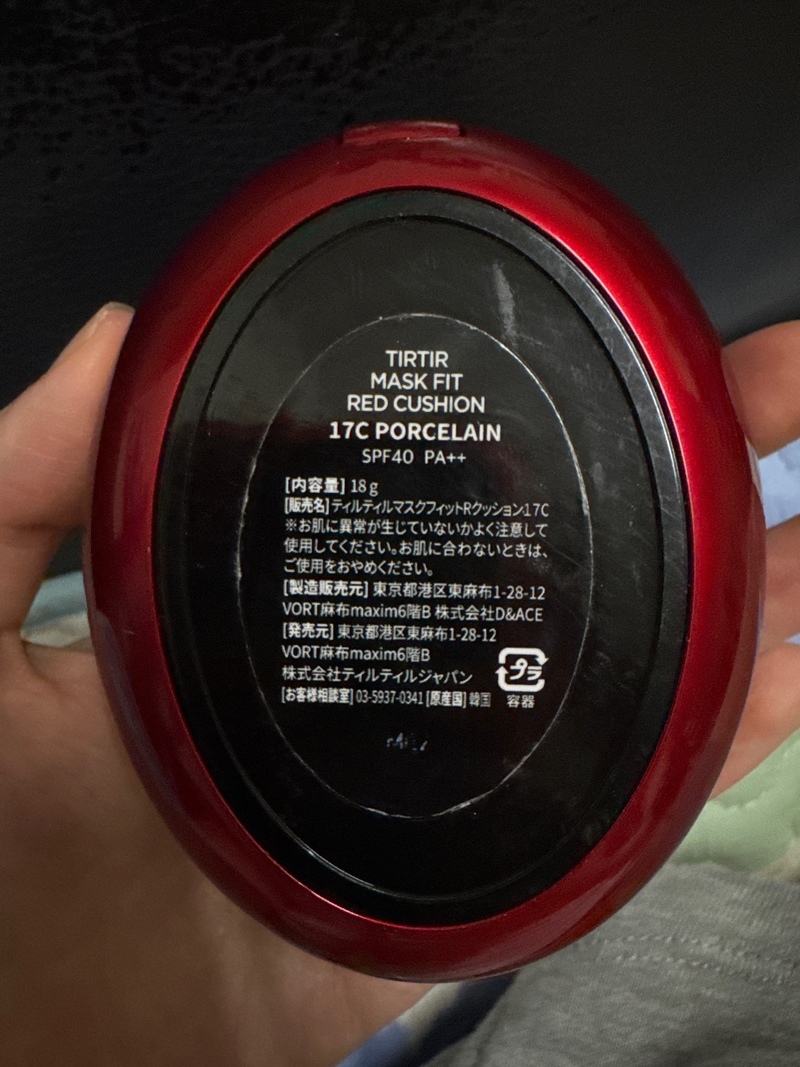 TIRTIR
MASK FIT
RED CUSHION
17C PORCELAIN
SPF40 PA++
[内容量] 18g
[販売名] ティルティルマスクフィットRクッション17C
※お肌に異常が生じていないかよく注意して
使用してください。お肌に合わないときは、
ご使用をおやめください。
[製造販売元] 東京都港区東麻布1-28-12
VORT麻布maxim6階B 株式会社D&ACE
[発売元] 東京都港区東麻布1-28-12
VORT麻布maxim6階B
株式会社ティルティルジャパン
[お客様相談室] 03-5937-0341 [原産国] 韓国
プラ
容器